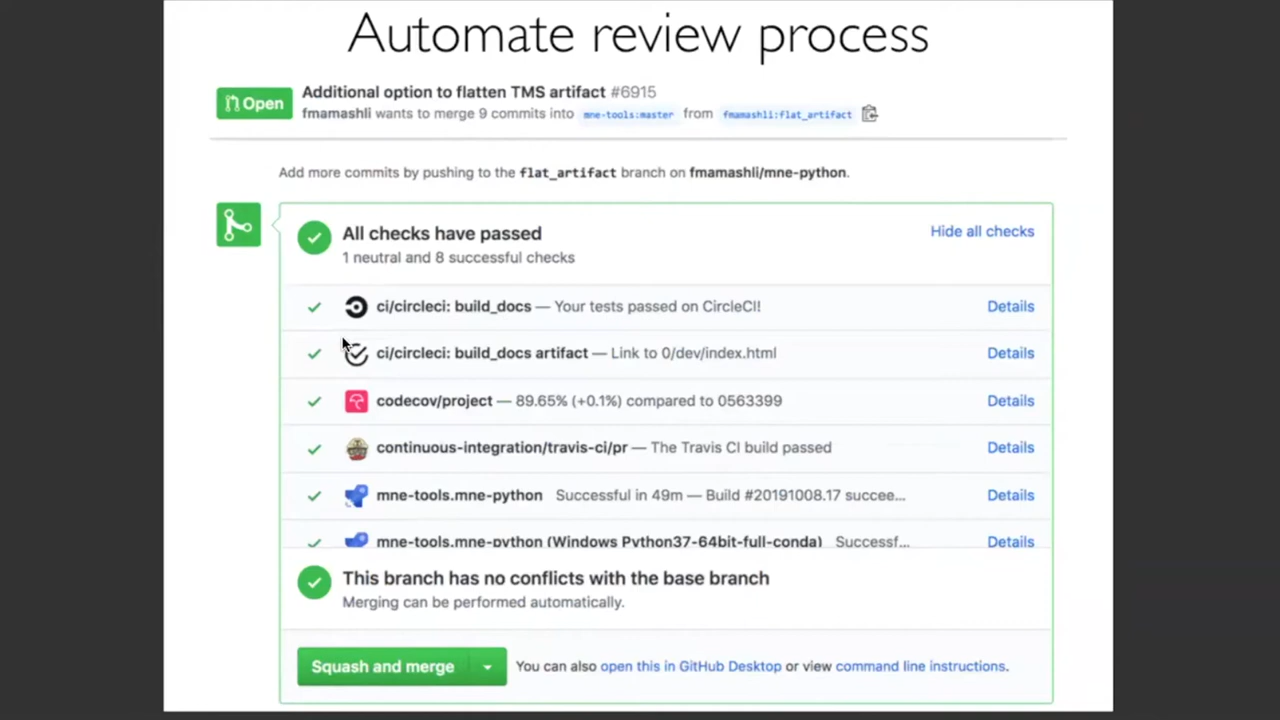 Automate review process
Open
Additional option to flatten TMS artifact #6915
fmamashli wants to merge 9 commits into mne-tools:master from fmamashli:flat_artifact
Add more commits by pushing to the flat_artifact branch on fmamashli/mne-python.
All checks have passed
Hide all checks
1 neutral and 8 successful checks
ci/circleci: build_docs — Your tests passed on CircleCI! Details
ci/circleci: build_docs artifact — Link to 0/dev/index.html Details
codecov/project — 89.65% (+0.1%) compared to 0563399 Details
continuous-integration/travis-ci/pr — The Travis CI build passed Details
mne-tools.mne-python Successful in 49m — Build #20191008.17 succee... Details
mne-tools.mne-python (Windows Python37-64bit-full-conda) Successf... Details
This branch has no conflicts with the base branch
Merging can be performed automatically.
Squash and merge You can also open this in GitHub Desktop or view command line instructions.